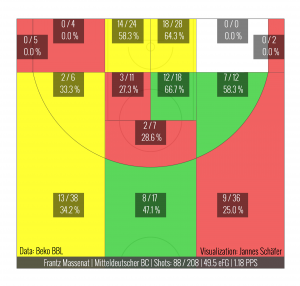 0 / 5
0.0 %
0 / 4
0.0 %
14 / 24
58.3 %
18 / 28
64.3 %
0 / 0
0.0 %
0 / 2
0.0 %
2 / 6
33.3 %
3 / 11
27.3 %
12 / 18
66.7 %
7 / 12
58.3 %
2 / 7
28.6 %
13 / 38
34.2 %
8 / 17
47.1 %
9 / 36
25.0 %
Data: Beko BBL
Visualization: Jannes Schäfer
Frantz Massenat | Mitteldeutscher BC | Shots: 88 / 208 | 49.5 eFG | 1.18 PPS